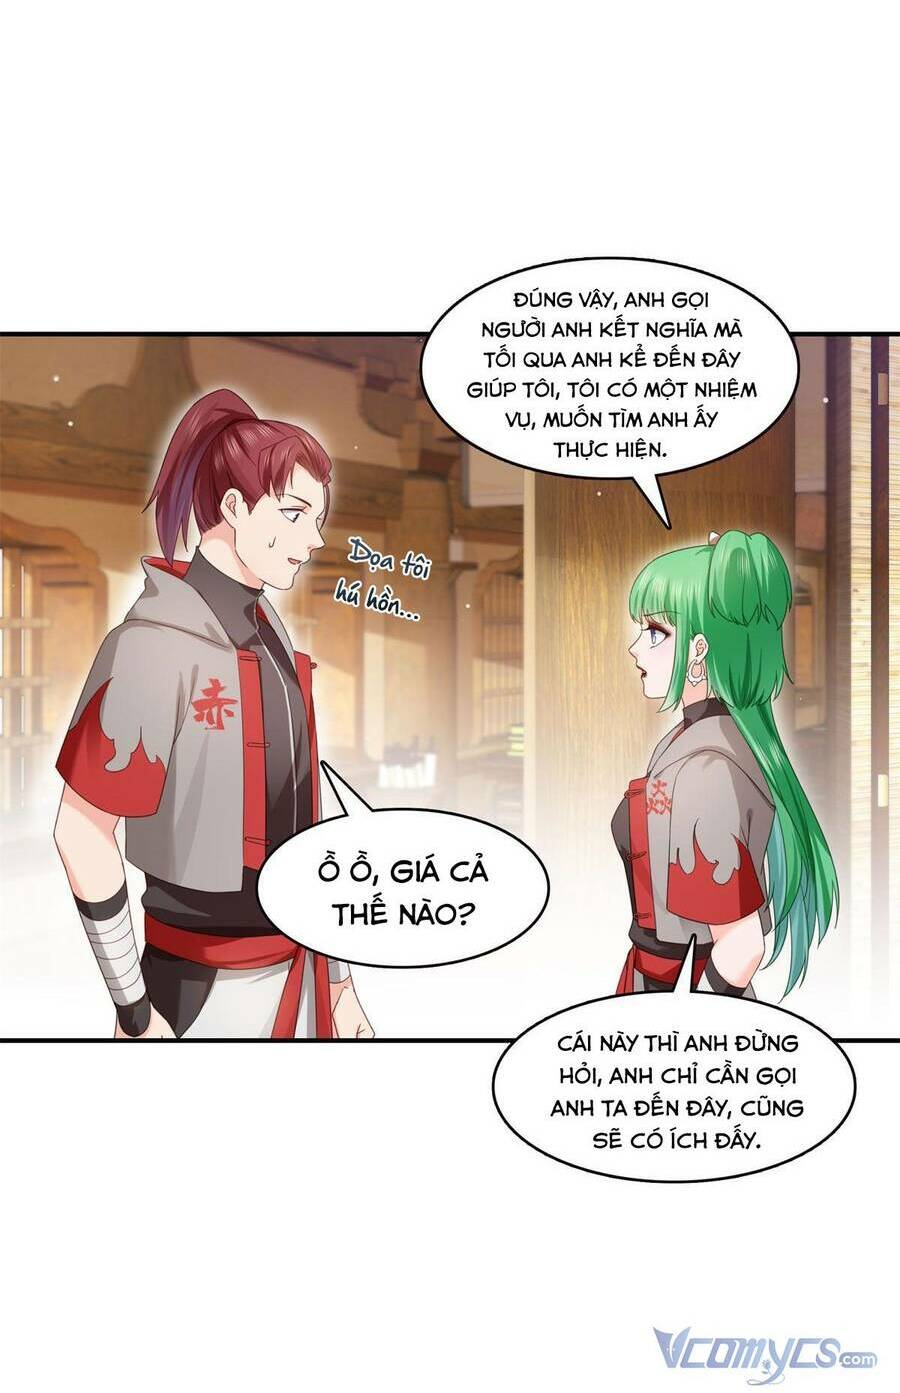 ĐÚNG VẬY, ANH GỌI
NGƯỜI ANH KẾT NGHĨA MÀ
TỐI QUA ANH KỂ ĐẾN ĐÂY
GIÚP TÔI, TÔI CÓ MỘT NHIỆM
VỤ, MUỐN TÌM ANH ẤY
THỰC HIỆN.
Dọa tôi
hú hồn...
赤
焱
Ồ Ồ, GIÁ CẢ
THẾ NÀO?
CÁI NÀY THÌ ANH ĐỪNG
HỎI, ANH CHỈ CẦN GỌI
ANH TA ĐẾN ĐÂY, CŨNG
SẼ CÓ ÍCH ĐẤY.
Vcomycs.com